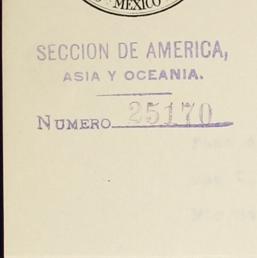 MEXICO
SECCION DE AMERICA,
ASIA Y OCEANIA.
NUMERO 25170